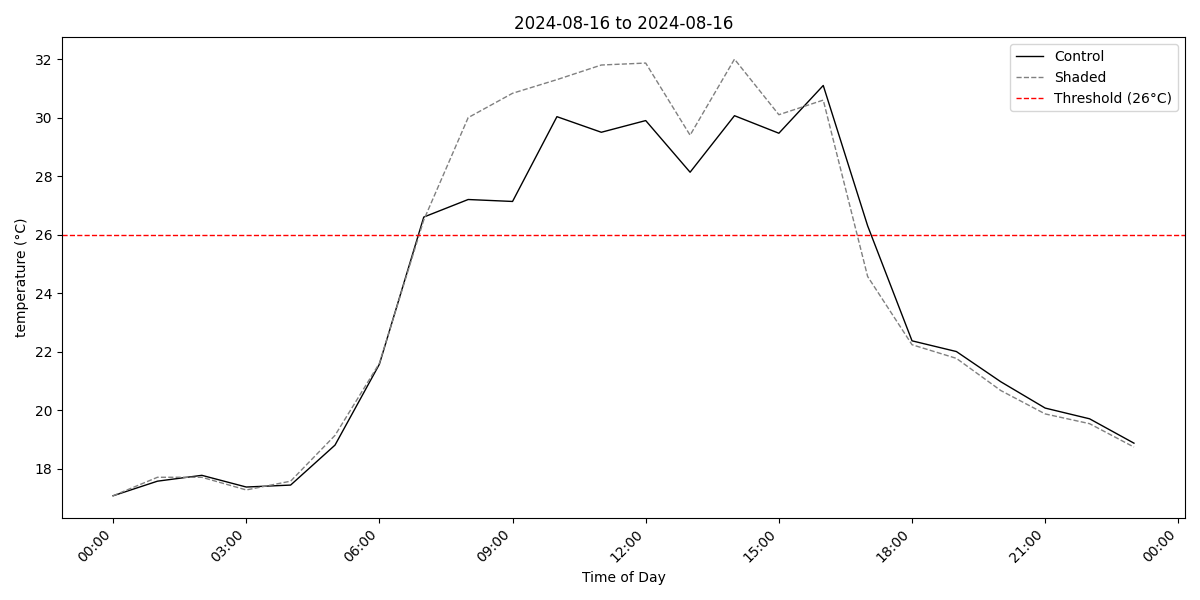 2024-08-16 to 2024-08-16
Control
Shaded
Threshold (26°C)
temperature (°C)
32
30
28
26
24
22
20
18
00:00
03:00
06:00
09:00
12:00
15:00
18:00
21:00
00:00
Time of Day